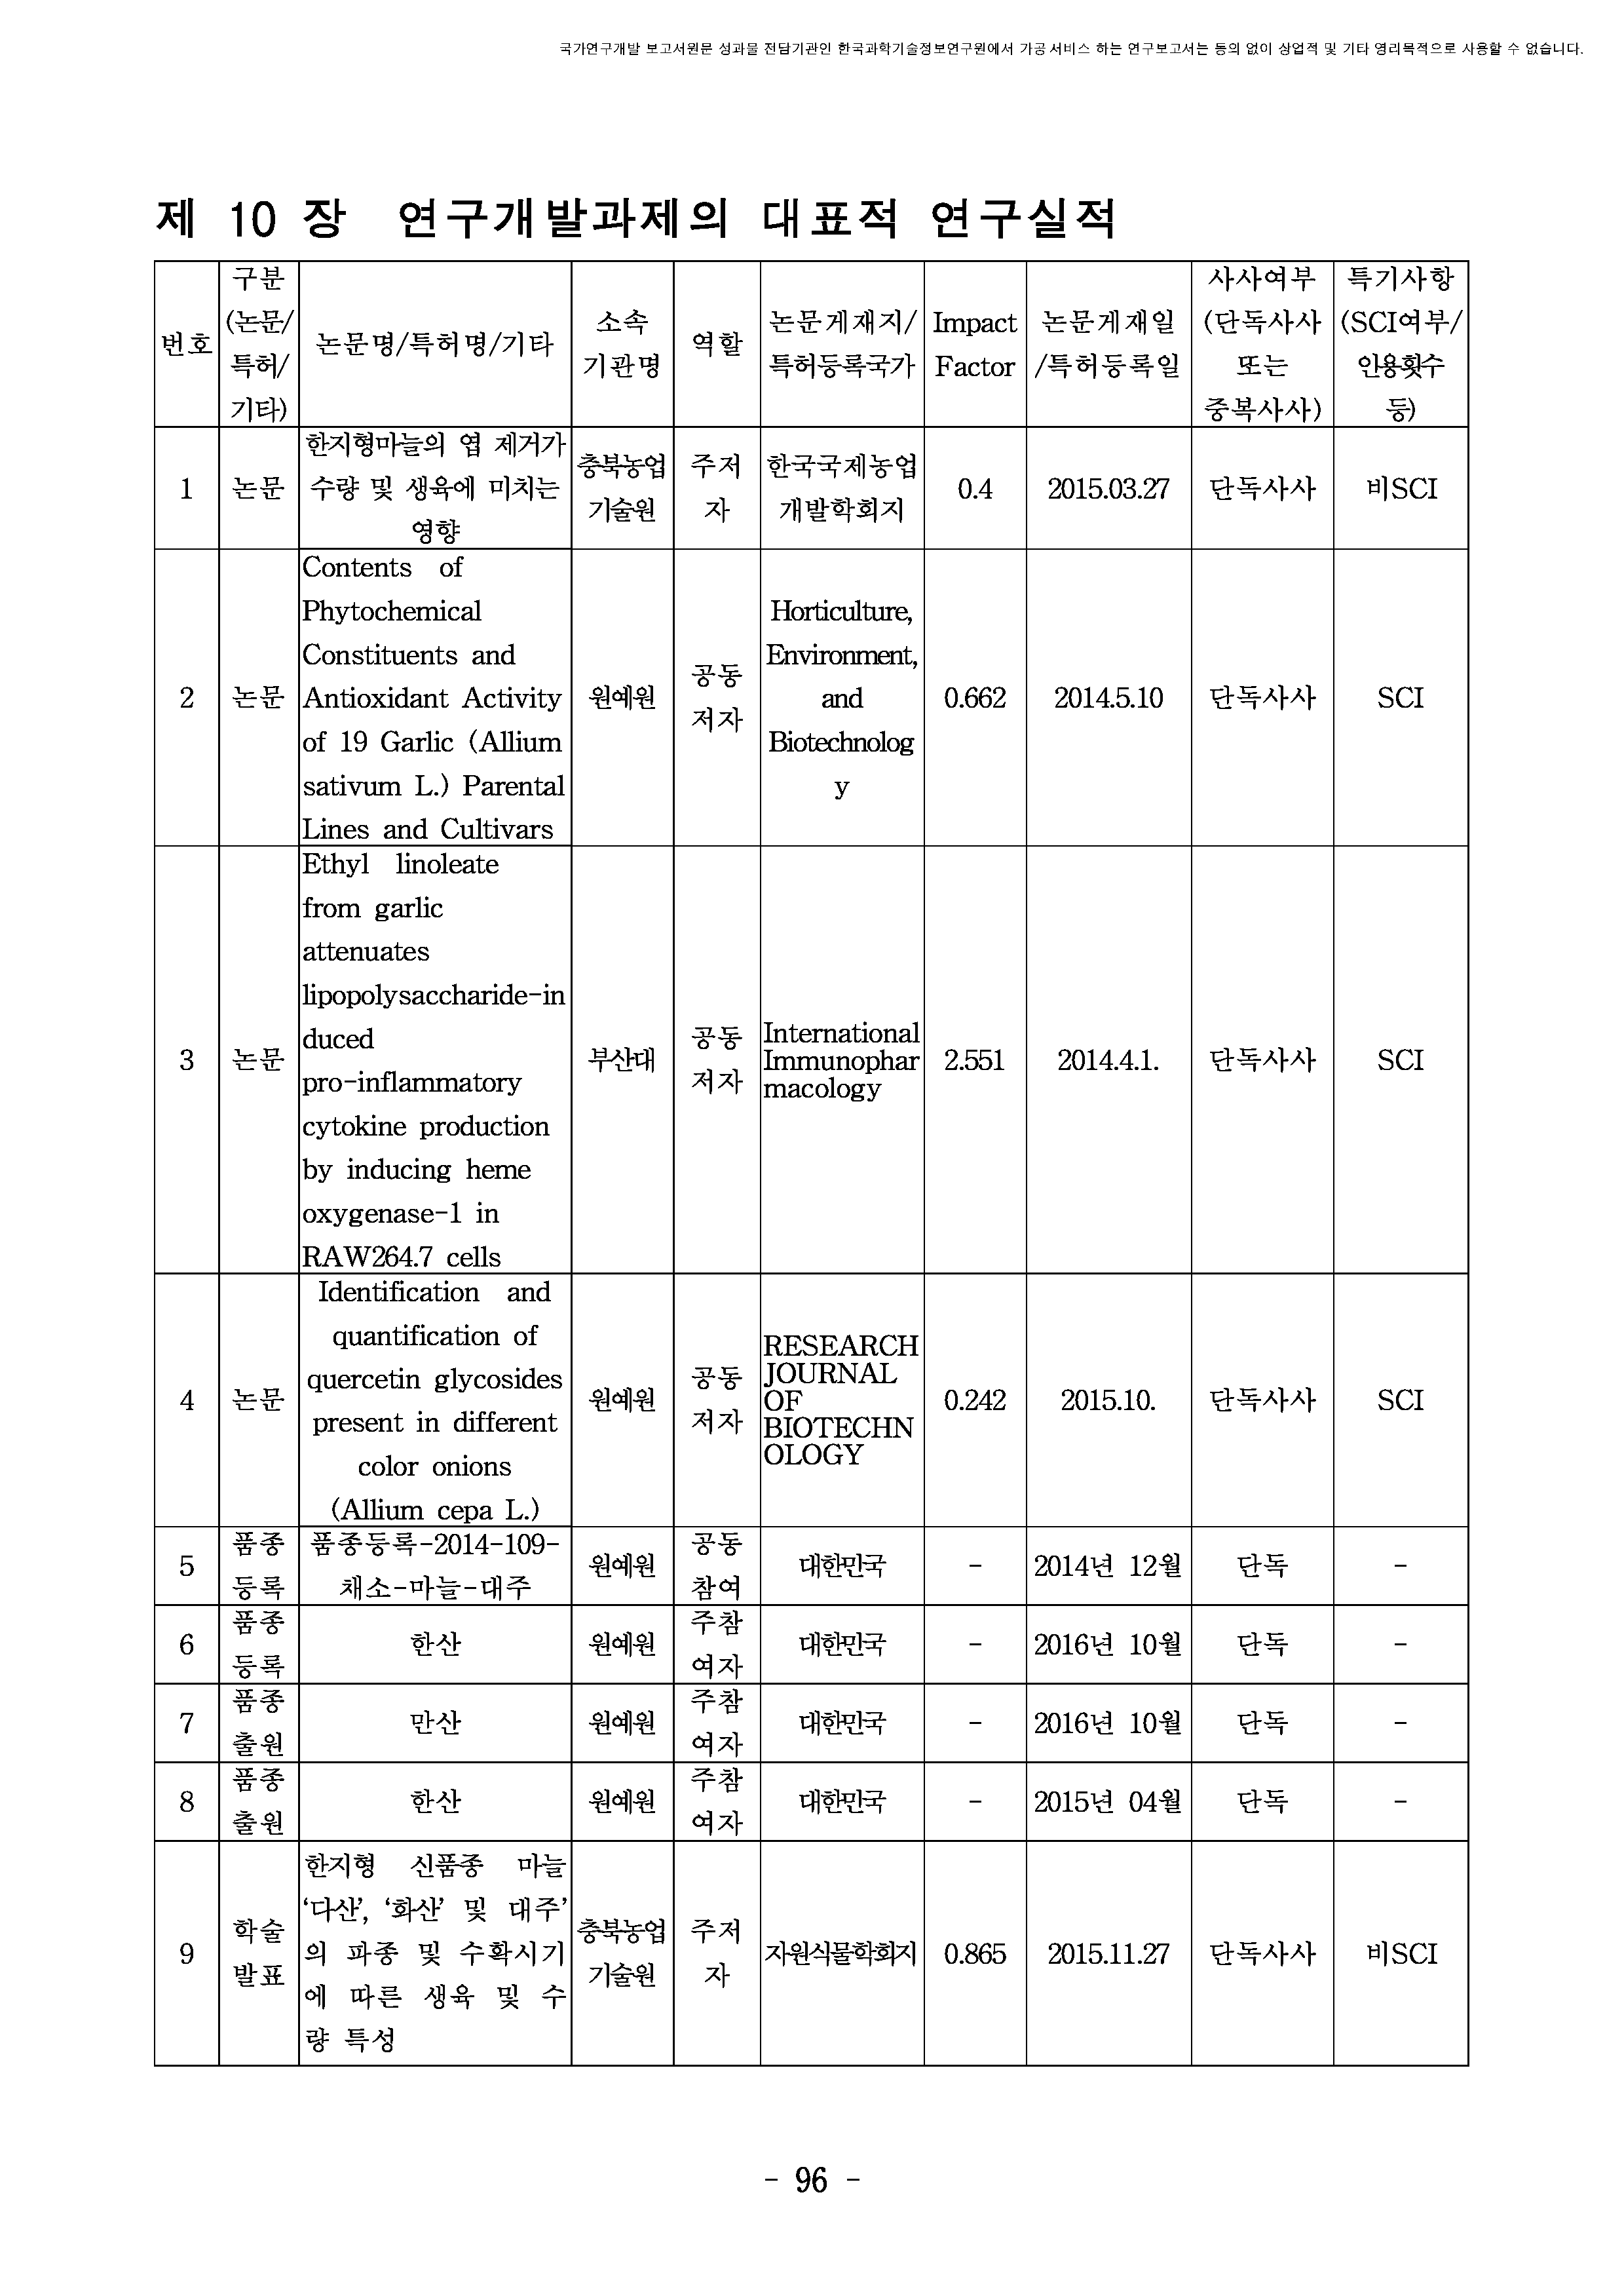 국가연구개발 보고서원문 성과물 전담기관인 한국과학기술정보연구원에서 가공·서비스 하는 연구보고서는 동의 없이 상업적 및 기타 영리목적으로 사용할 수 없습니다.
제 10 장 연구개발과제의 대표적 연구실적
번호
구분
(논문/
특허/
기타)
논문명/특허명/기타
소속
기관명
역할
논문게재지/
특허등록국가
Impact
Factor
논문게재일
/특허등록일
사사여부
(단독사사
또는
중복사사)
특기사항
(SCI여부/
인용횟수
등)
1
논문
한지형마늘의 엽 제거가
수량 및 생육에 미치는
영향
충북농업
기술원
주저
자
한국국제농업
개발학회지
0.4
2015.03.27
단독사사
비SCI
2
논문
Contents of
Phytochemical
Constituents and
Antioxidant Activity
of 19 Garlic (Allium
sativum L.) Parental
Lines and Cultivars
원예원
공동
저자
Horticulture,
Environment,
and
Biotechnolog
y
0.662
2014.5.10
단독사사
SCI
3
논문
Ethyl linoleate
from garlic
attenuates
lipopolysaccharide-in
duced
pro-inflammatory
cytokine production
by inducing heme
oxygenase-1 in
RAW264.7 cells
부산대
공동
저자
International
Immunophar
macology
2.551
2014.4.1.
단독사사
SCI
4
논문
Identification and
quantification of
quercetin glycosides
present in different
color onions
(Allium cepa L.)
원예원
공동
저자
RESEARCH
JOURNAL
OF
BIOTECHN
OLOGY
0.242
2015.10.
단독사사
SCI
5
품종
등록
품종등록-2014-109-
채소-마늘-대주
원예원
공동
참여
대한민국
-
2014년 12월
단독
-
6
품종
등록
한산
원예원
주참
여자
대한민국
-
2016년 10월
단독
-
7
품종
출원
만산
원예원
주참
여자
대한민국
-
2016년 10월
단독
-
8
품종
출원
한산
원예원
주참
여자
대한민국
-
2015년 04월
단독
-
9
학술
발표
한지형 신품종 마늘
‘다산’, ‘화산’ 및 대주’
의 파종 및 수확시기
에 따른 생육 및 수
량 특성
충북농업
기술원
주저
자
자원식물학회지
0.865
2015.11.27
단독사사
비SCI
- 96 -